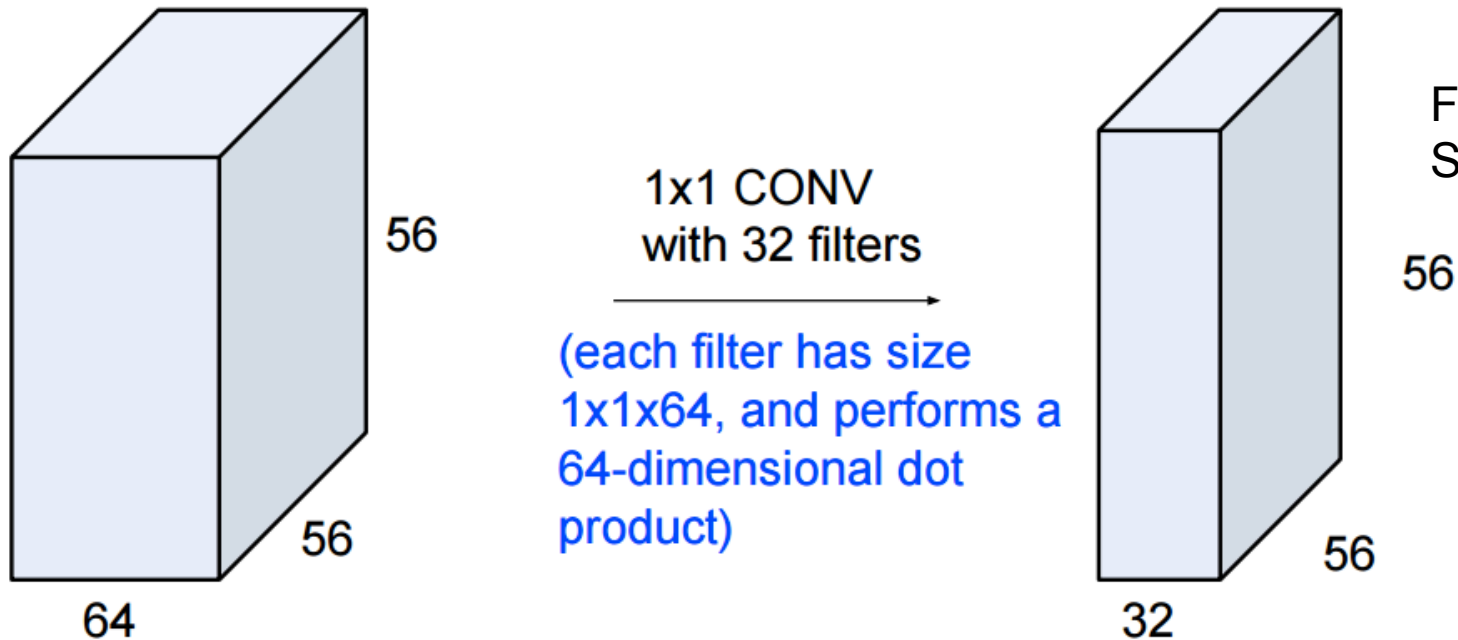 56
56
64
1x1 CONV
with 32 filters
(each filter has size
1x1x64, and performs a
64-dimensional dot
product)
F
S
56
56
32